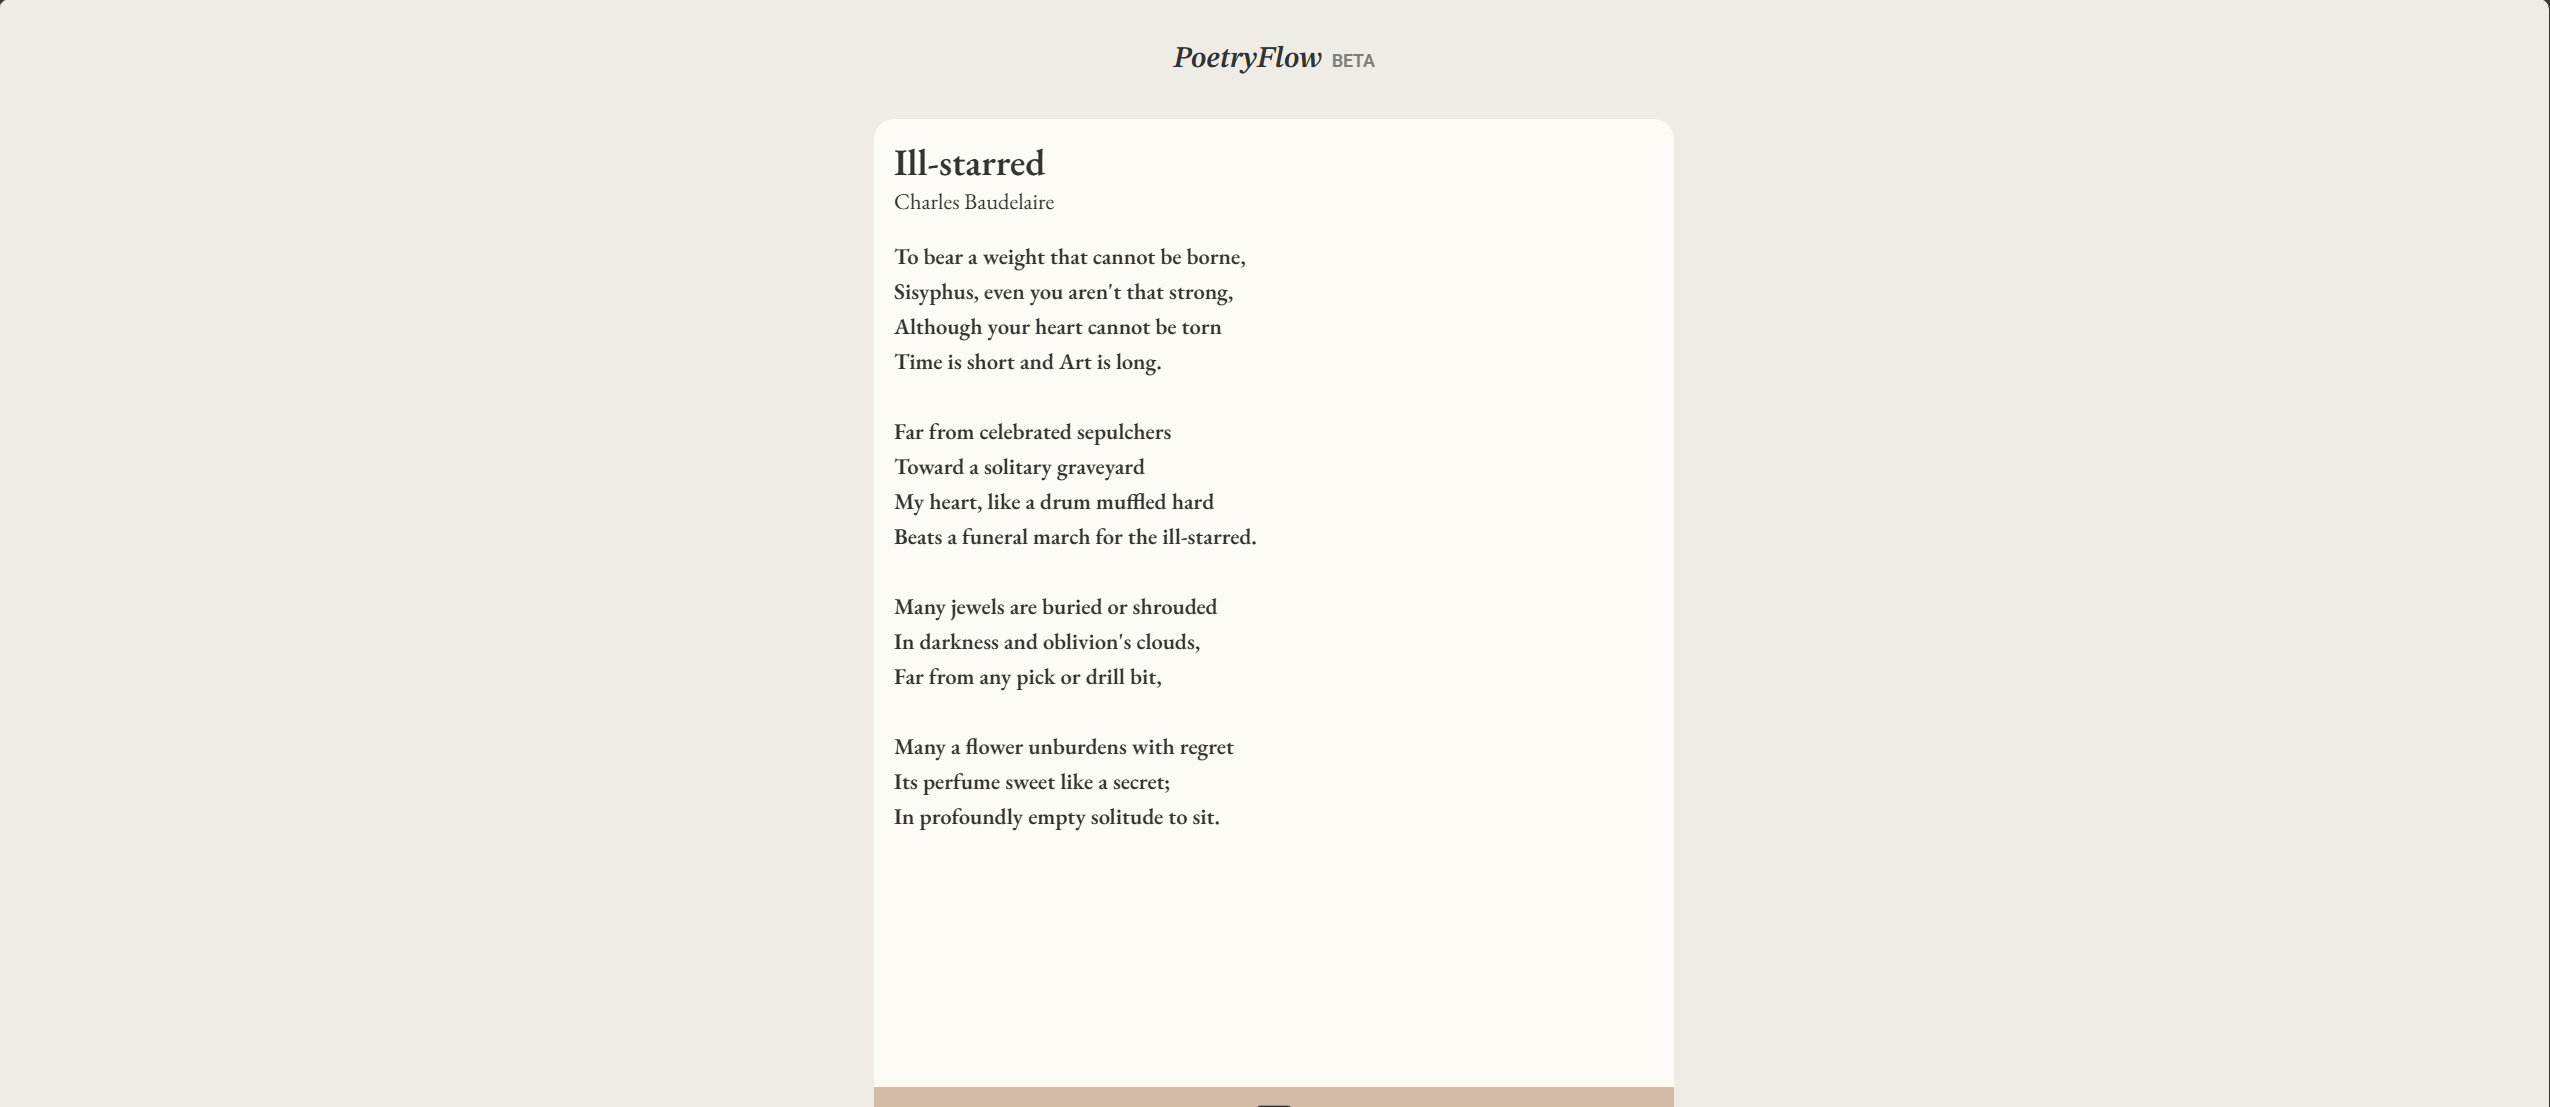 PoetryFlow BETA
Ill-starred
Charles Baudelaire
To bear a weight that cannot be borne,
Sisyphus, even you aren't that strong,
Although your heart cannot be torn
Time is short and Art is long.
Far from celebrated sepulchers
Toward a solitary graveyard
My heart, like a drum muffled hard
Beats a funeral march for the ill-starred.
Many jewels are buried or shrouded
In darkness and oblivion's clouds,
Far from any pick or drill bit,
Many a flower unburdens with regret
Its perfume sweet like a secret;
In profoundly empty solitude to sit.